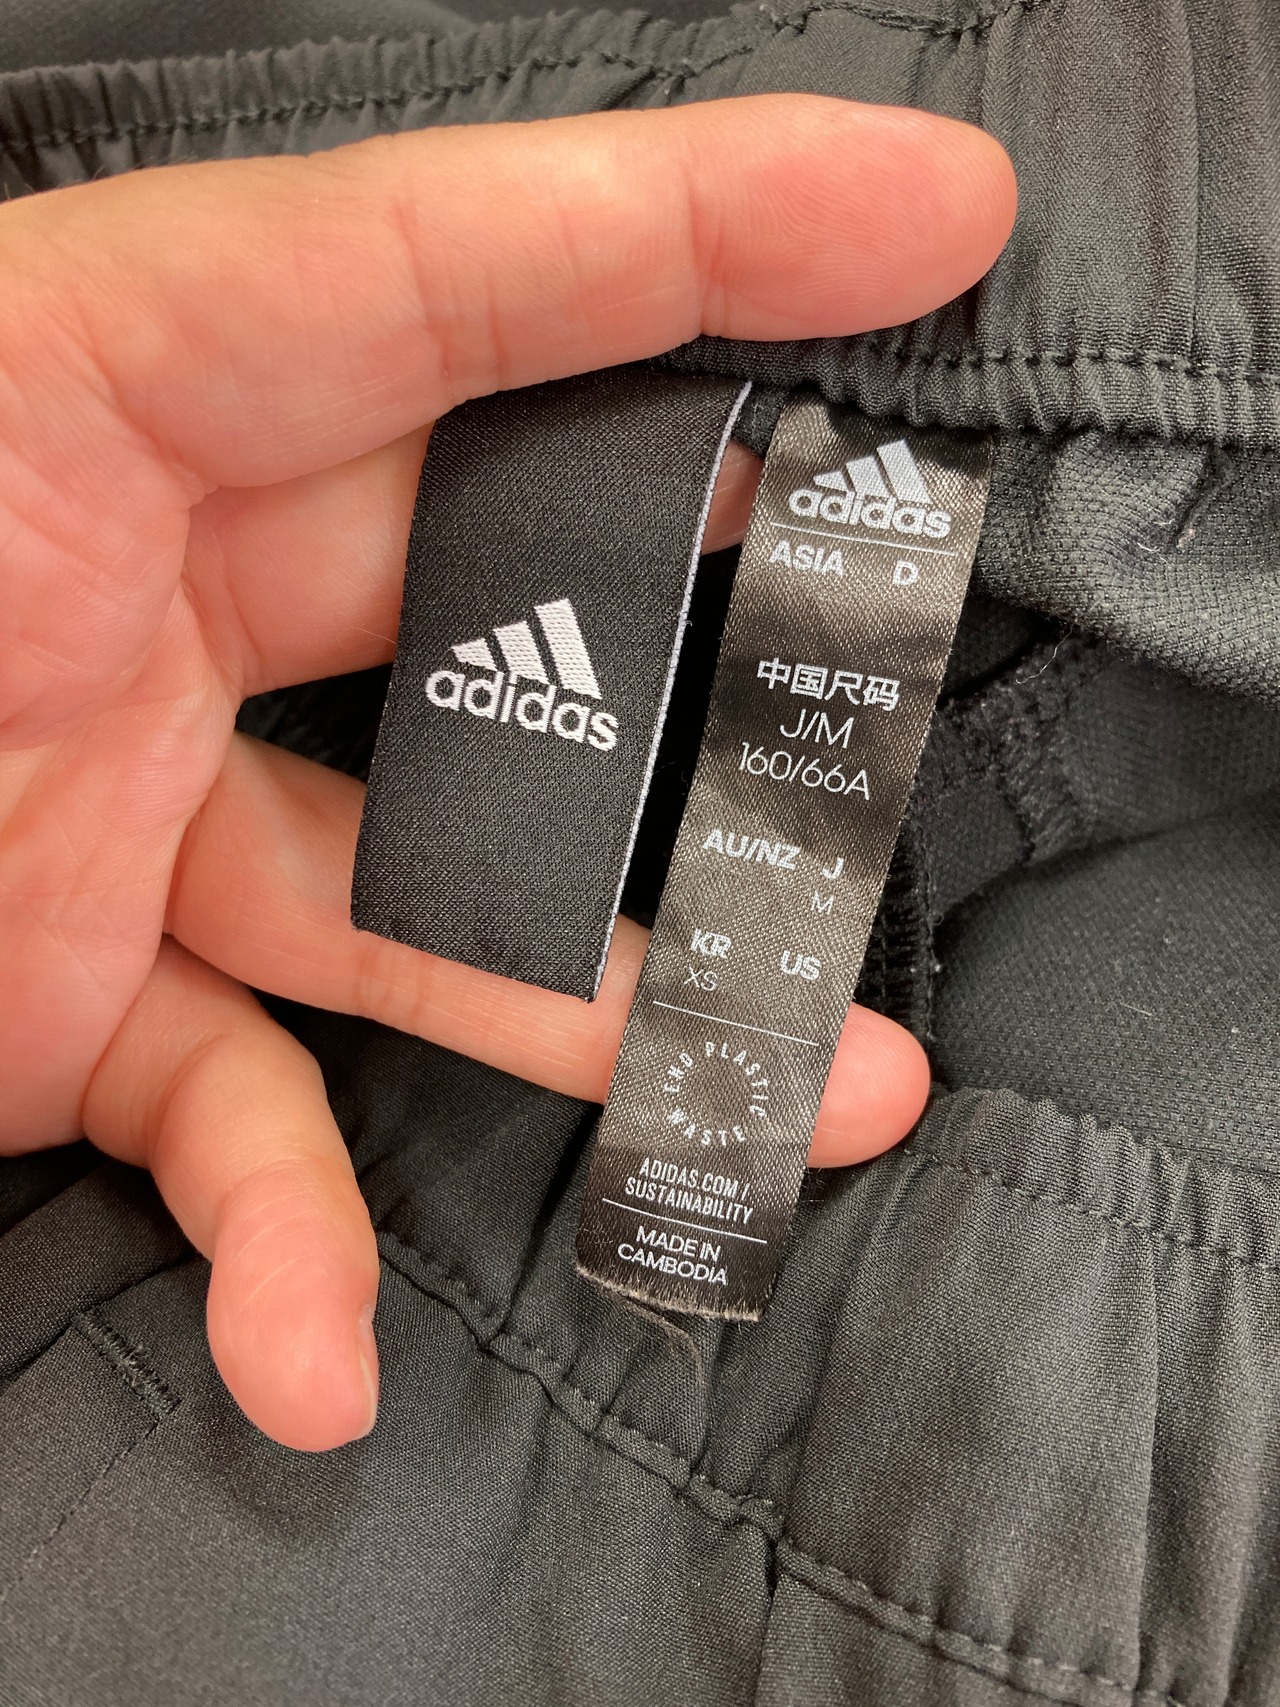 adidas
adidas
ASIA D
中国尺码
J/M
160/66A
AU/NZ J
M
KR US
XS
END PLASTIC WASTE
ADIDAS.COM/
SUSTAINABILITY
MADE IN
CAMBODIA